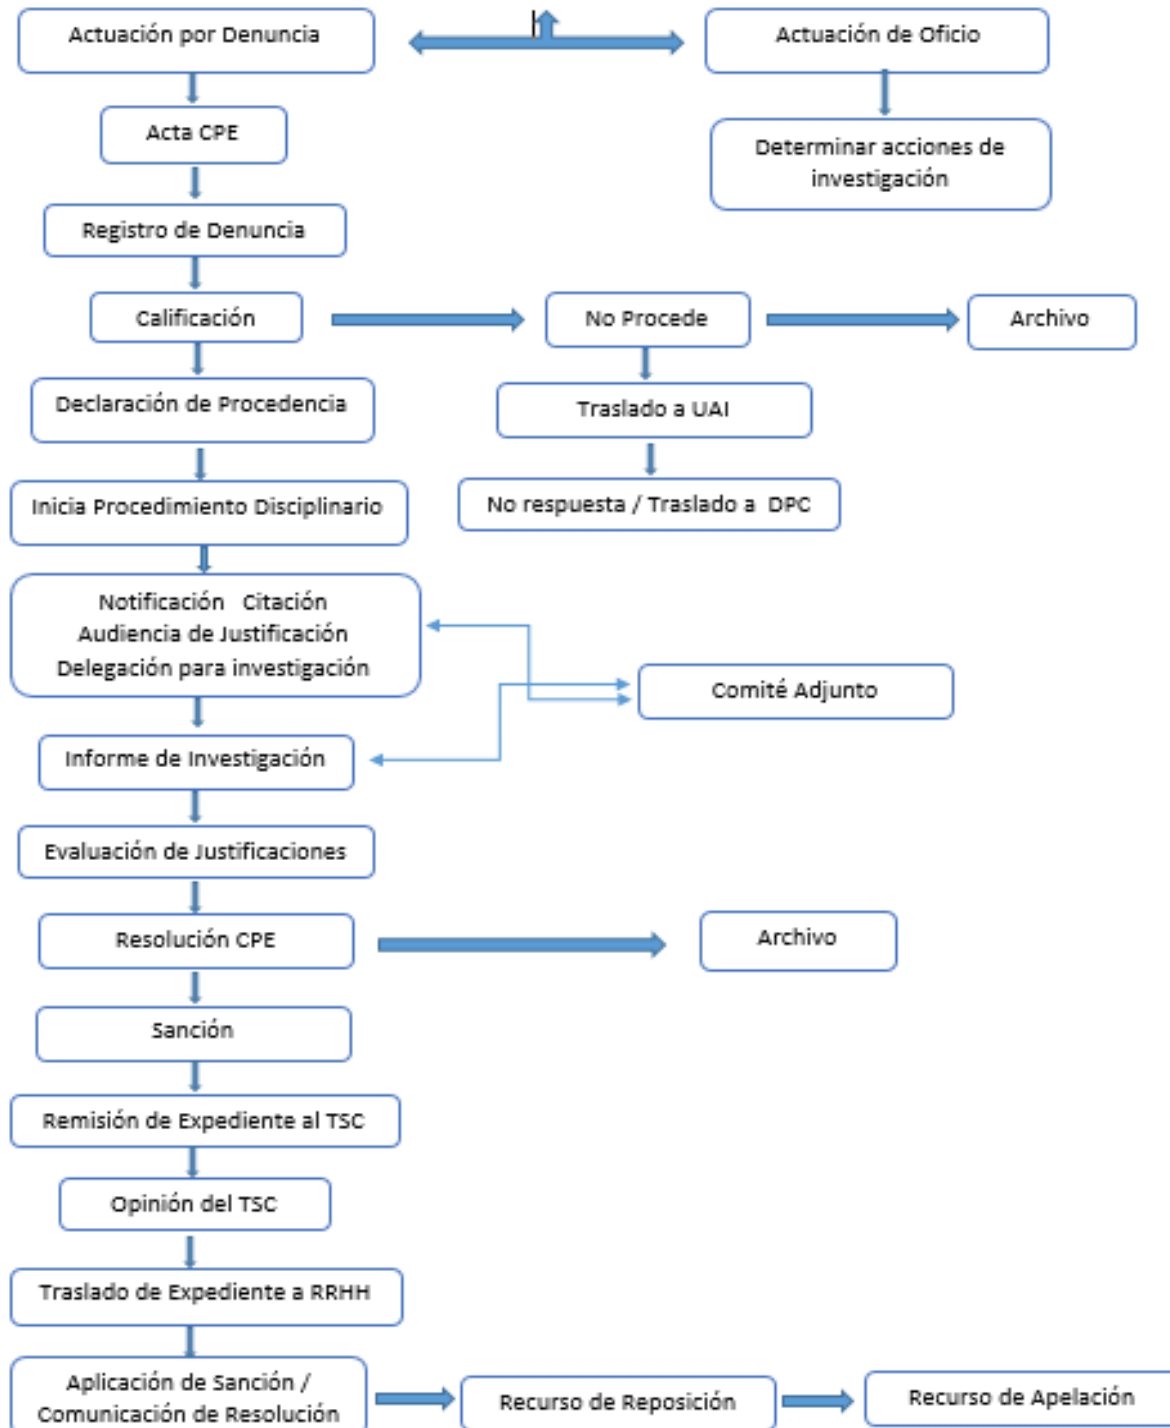 Actuación por Denuncia
Actuación de Oficio
Acta CPE
Determinar acciones de
investigación
Registro de Denuncia
Calificación
No Procede
Archivo
Declaración de Procedencia
Traslado a UAI
Inicia Procedimiento Disciplinario
No respuesta / Traslado a DPC
Notificación Citación
Audiencia de Justificación
Delegación para investigación
Comité Adjunto
Informe de Investigación
Evaluación de Justificaciones
Resolución CPE
Archivo
Sanción
Remisión de Expediente al TSC
Opinión del TSC
Traslado de Expediente a RRHH
Aplicación de Sanción /
Comunicación de Resolución
Recurso de Reposición
Recurso de Apelación